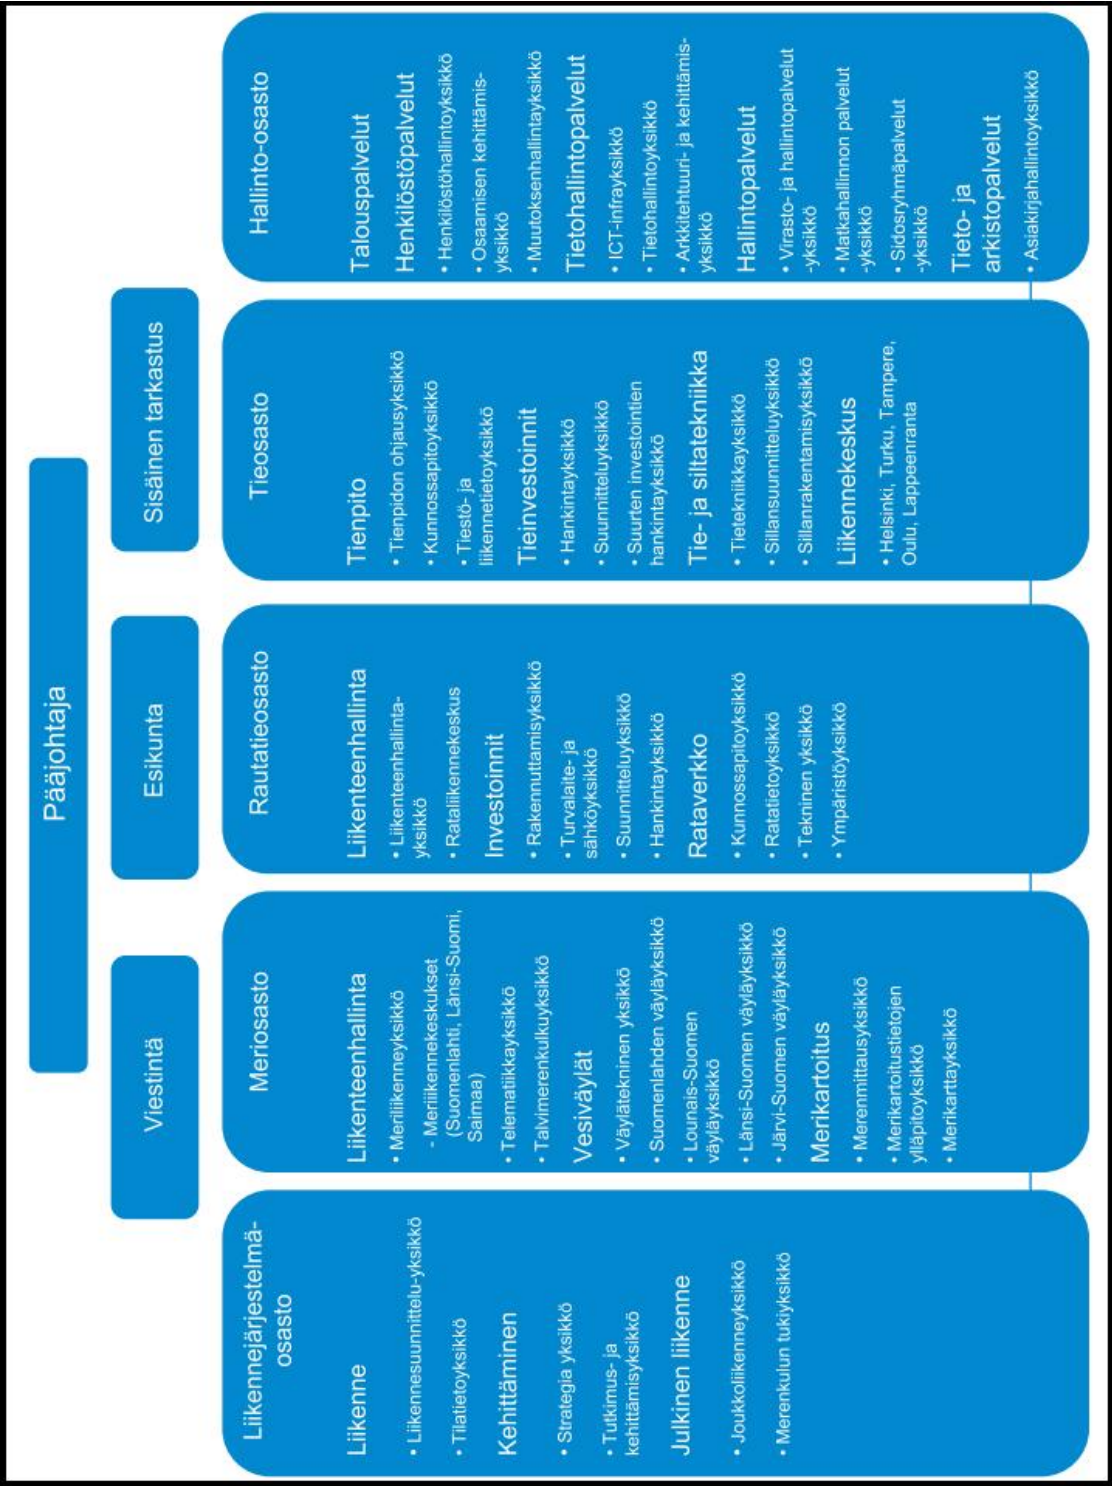 Pääjohtaja
Viestintä
Esikunta
Sisäinen tarkastus
Liikennejärjestelmä-
osasto
Liikenne
• Liikennesuunnittelu-yksikkö
• Tilatietoyksikkö
Kehittäminen
• Strategia yksikkö
• Tutkimus- ja
kehittämisyksikkö
Julkinen liikenne
• Joukkoliikenneyksikkö
• Merenkulun tukiyksikkö
Meriosasto
Liikenteenhallinta
• Meriliikenneyksikkö
- Meriliikennekeskukset
(Suomenlahti, Länsi-Suomi,
Saimaa)
• Telematiikkayksikkö
• Talvimerenkulkuyksikkö
Vesiväylät
• Väylätekninen yksikkö
• Suomenlahden väyläyksikkö
• Lounais-Suomen
väyläyksikkö
• Länsi-Suomen väyläyksikkö
• Järvi-Suomen väyläyksikkö
Merikartoitus
• Merenmittausyksikkö
• Merikartoitustietojen
ylläpitoyksikkö
• Merikarttayksikkö
Rautatieosasto
Liikenteenhallinta
• Liikenteenhallinta-
yksikkö
• Rataliikennekeskus
Investoinnit
• Rakennuttamisyksikkö
• Turvalaite- ja
sähköyksikkö
• Suunnitteluyksikkö
• Hankintayksikkö
Rataverkko
• Kunnossapitoyksikkö
• Ratatietoyksikkö
• Tekninen yksikkö
• Ympäristöyksikkö
Tieosasto
Tienpito
• Tienpidon ohjausyksikkö
• Kunnossapitoyksikkö
• Tiestö- ja
liikennetietoyksikkö
Tieinvestoinnit
• Hankintayksikkö
• Suunnitteluyksikkö
• Suurten investointien
hankintayksikkö
Tie- ja siltatekniikka
• Tietekniikkayksikkö
• Sillansuunnitteluyksikkö
• Sillanrakentamisyksikkö
Liikennekeskus
• Helsinki, Turku, Tampere,
Oulu, Lappeenranta
Hallinto-osasto
Talouspalvelut
Henkilöstöpalvelut
• Henkilöstöhallintoyksikkö
• Osaamisen kehittämis-
yksikkö
• Muutoksenhallintayksikkö
Tietohallintopalvelut
• ICT-infrayksikkö
• Tietohallintoyksikkö
• Arkkitehtuuri- ja kehittämis-
yksikkö
Hallintopalvelut
• Virasto- ja hallintopalvelut
-yksikkö
• Matkahallinnon palvelut
-yksikkö
• Sidosryhmäpalvelut
-yksikkö
Tieto- ja
arkistopalvelut
• Asiakirjahallintoyksikkö